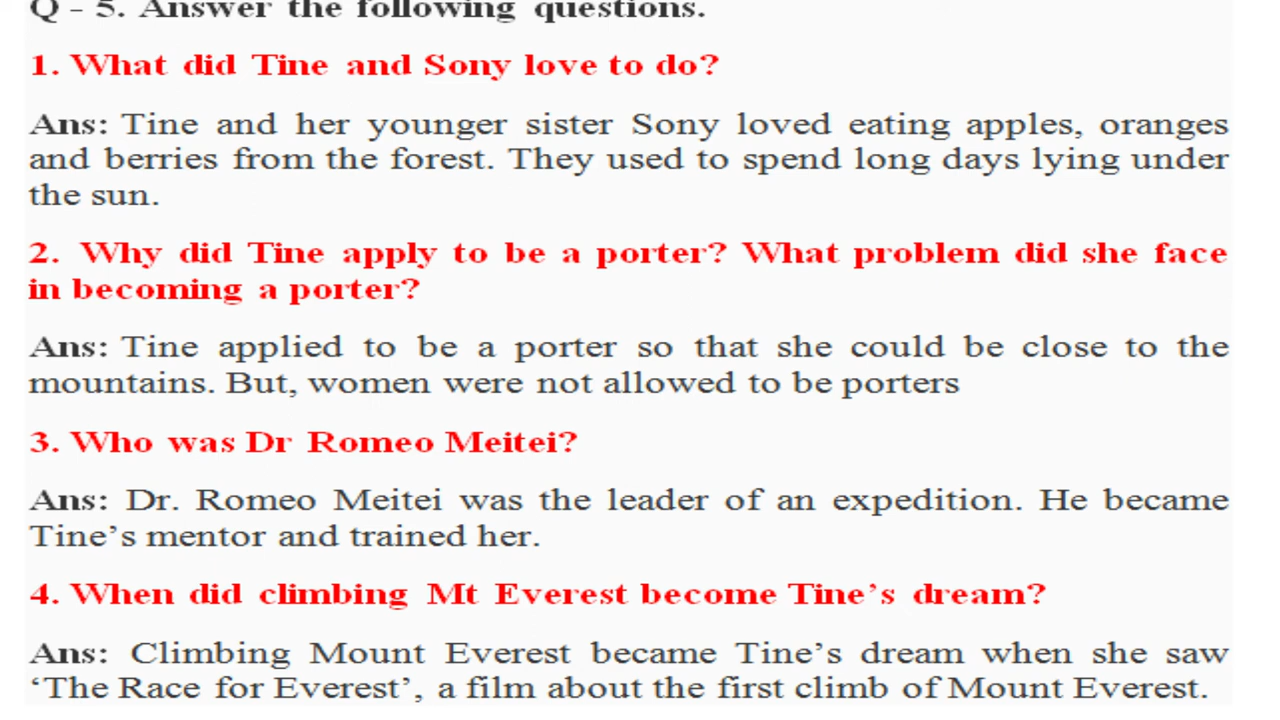 Q - 5. Answer the following questions.
1. What did Tine and Sony love to do?
Ans: Tine and her younger sister Sony loved eating apples, oranges
and berries from the forest. They used to spend long days lying under
the sun.
2. Why did Tine apply to be a porter? What problem did she face
in becoming a porter?
Ans: Tine applied to be a porter so that she could be close to the
mountains. But, women were not allowed to be porters
3. Who was Dr Romeo Meitei?
Ans: Dr. Romeo Meitei was the leader of an expedition. He became
Tine’s mentor and trained her.
4. When did climbing Mt Everest become Tine’s dream?
Ans: Climbing Mount Everest became Tine’s dream when she saw
‘The Race for Everest’, a film about the first climb of Mount Everest.